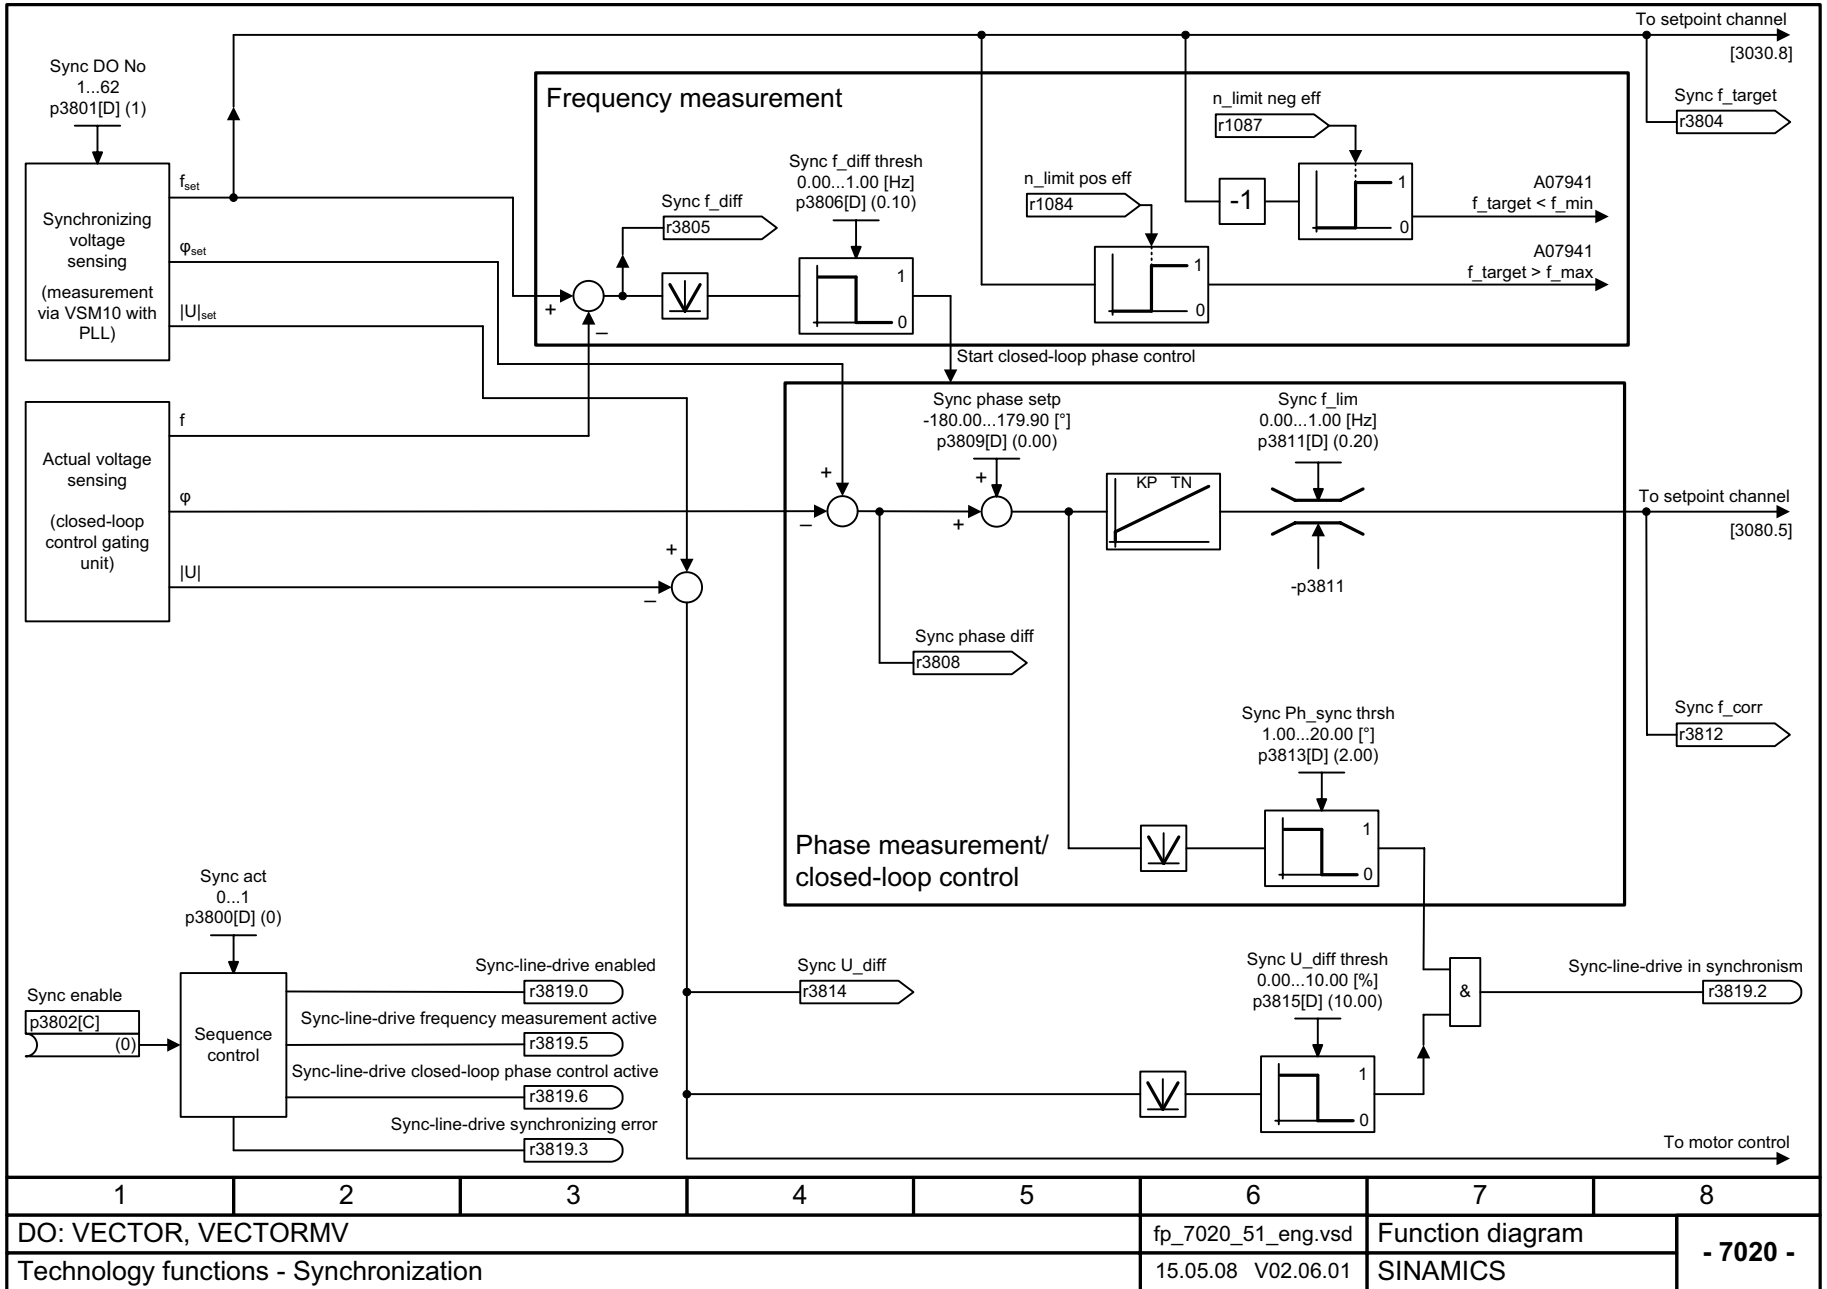 To setpoint channel
[3030.8]
Sync DO No
1...62
p3801[D] (1)
Frequency measurement
n_limit neg eff
r1087
Sync f_target
r3804
Synchronizing
voltage
sensing
(measurement
via VSM10 with
PLL)
fset
φset
|U|set
Sync f_diff
r3805
Sync f_diff thresh
0.00...1.00 [Hz]
p3806[D] (0.10)
1
0
n_limit pos eff
r1084
-1
1
0
A07941
f_target < f_min
1
0
A07941
f_target > f_max
+
–
Start closed-loop phase control
Actual voltage
sensing
(closed-loop
control gating
unit)
f
φ
|U|
Sync phase setp
-180.00...179.90 [°]
p3809[D] (0.00)
Sync f_lim
0.00...1.00 [Hz]
p3811[D] (0.20)
+
–
+
+
KP TN
-p3811
To setpoint channel
[3080.5]
+
–
Sync phase diff
r3808
Sync f_corr
r3812
Sync Ph_sync thrsh
1.00...20.00 [°]
p3813[D] (2.00)
1
0
Phase measurement/
closed-loop control
Sync act
0...1
p3800[D] (0)
Sync enable
p3802[C]
(0)
Sequence
control
Sync-line-drive enabled
r3819.0
Sync-line-drive frequency measurement active
r3819.5
Sync-line-drive closed-loop phase control active
r3819.6
Sync-line-drive synchronizing error
r3819.3
Sync U_diff
r3814
Sync U_diff thresh
0.00...10.00 [%]
p3815[D] (10.00)
1
0
&
Sync-line-drive in synchronism
r3819.2
To motor control
1 2 3 4 5 6 7 8
DO: VECTOR, VECTORMV
fp_7020_51_eng.vsd
Function diagram
- 7020 -
Technology functions - Synchronization
15.05.08 V02.06.01
SINAMICS